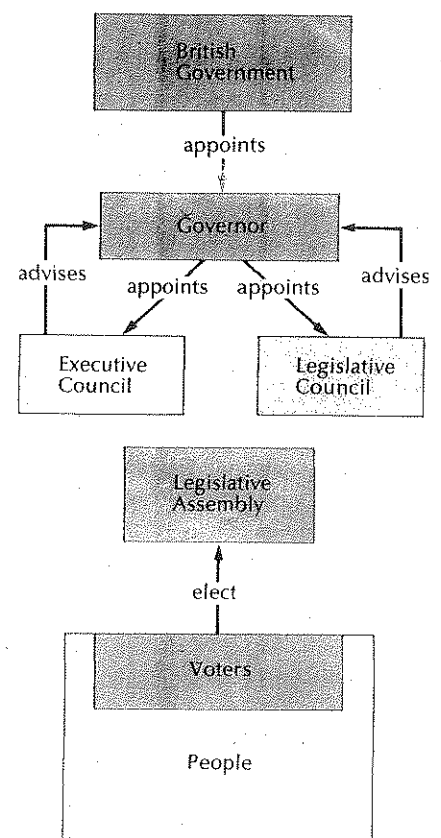 British
Government
appoints
Governor
advises
appoints
appoints
advises
Executive
Council
Legislative
Council
Legislative
Assembly
elect
Voters
People